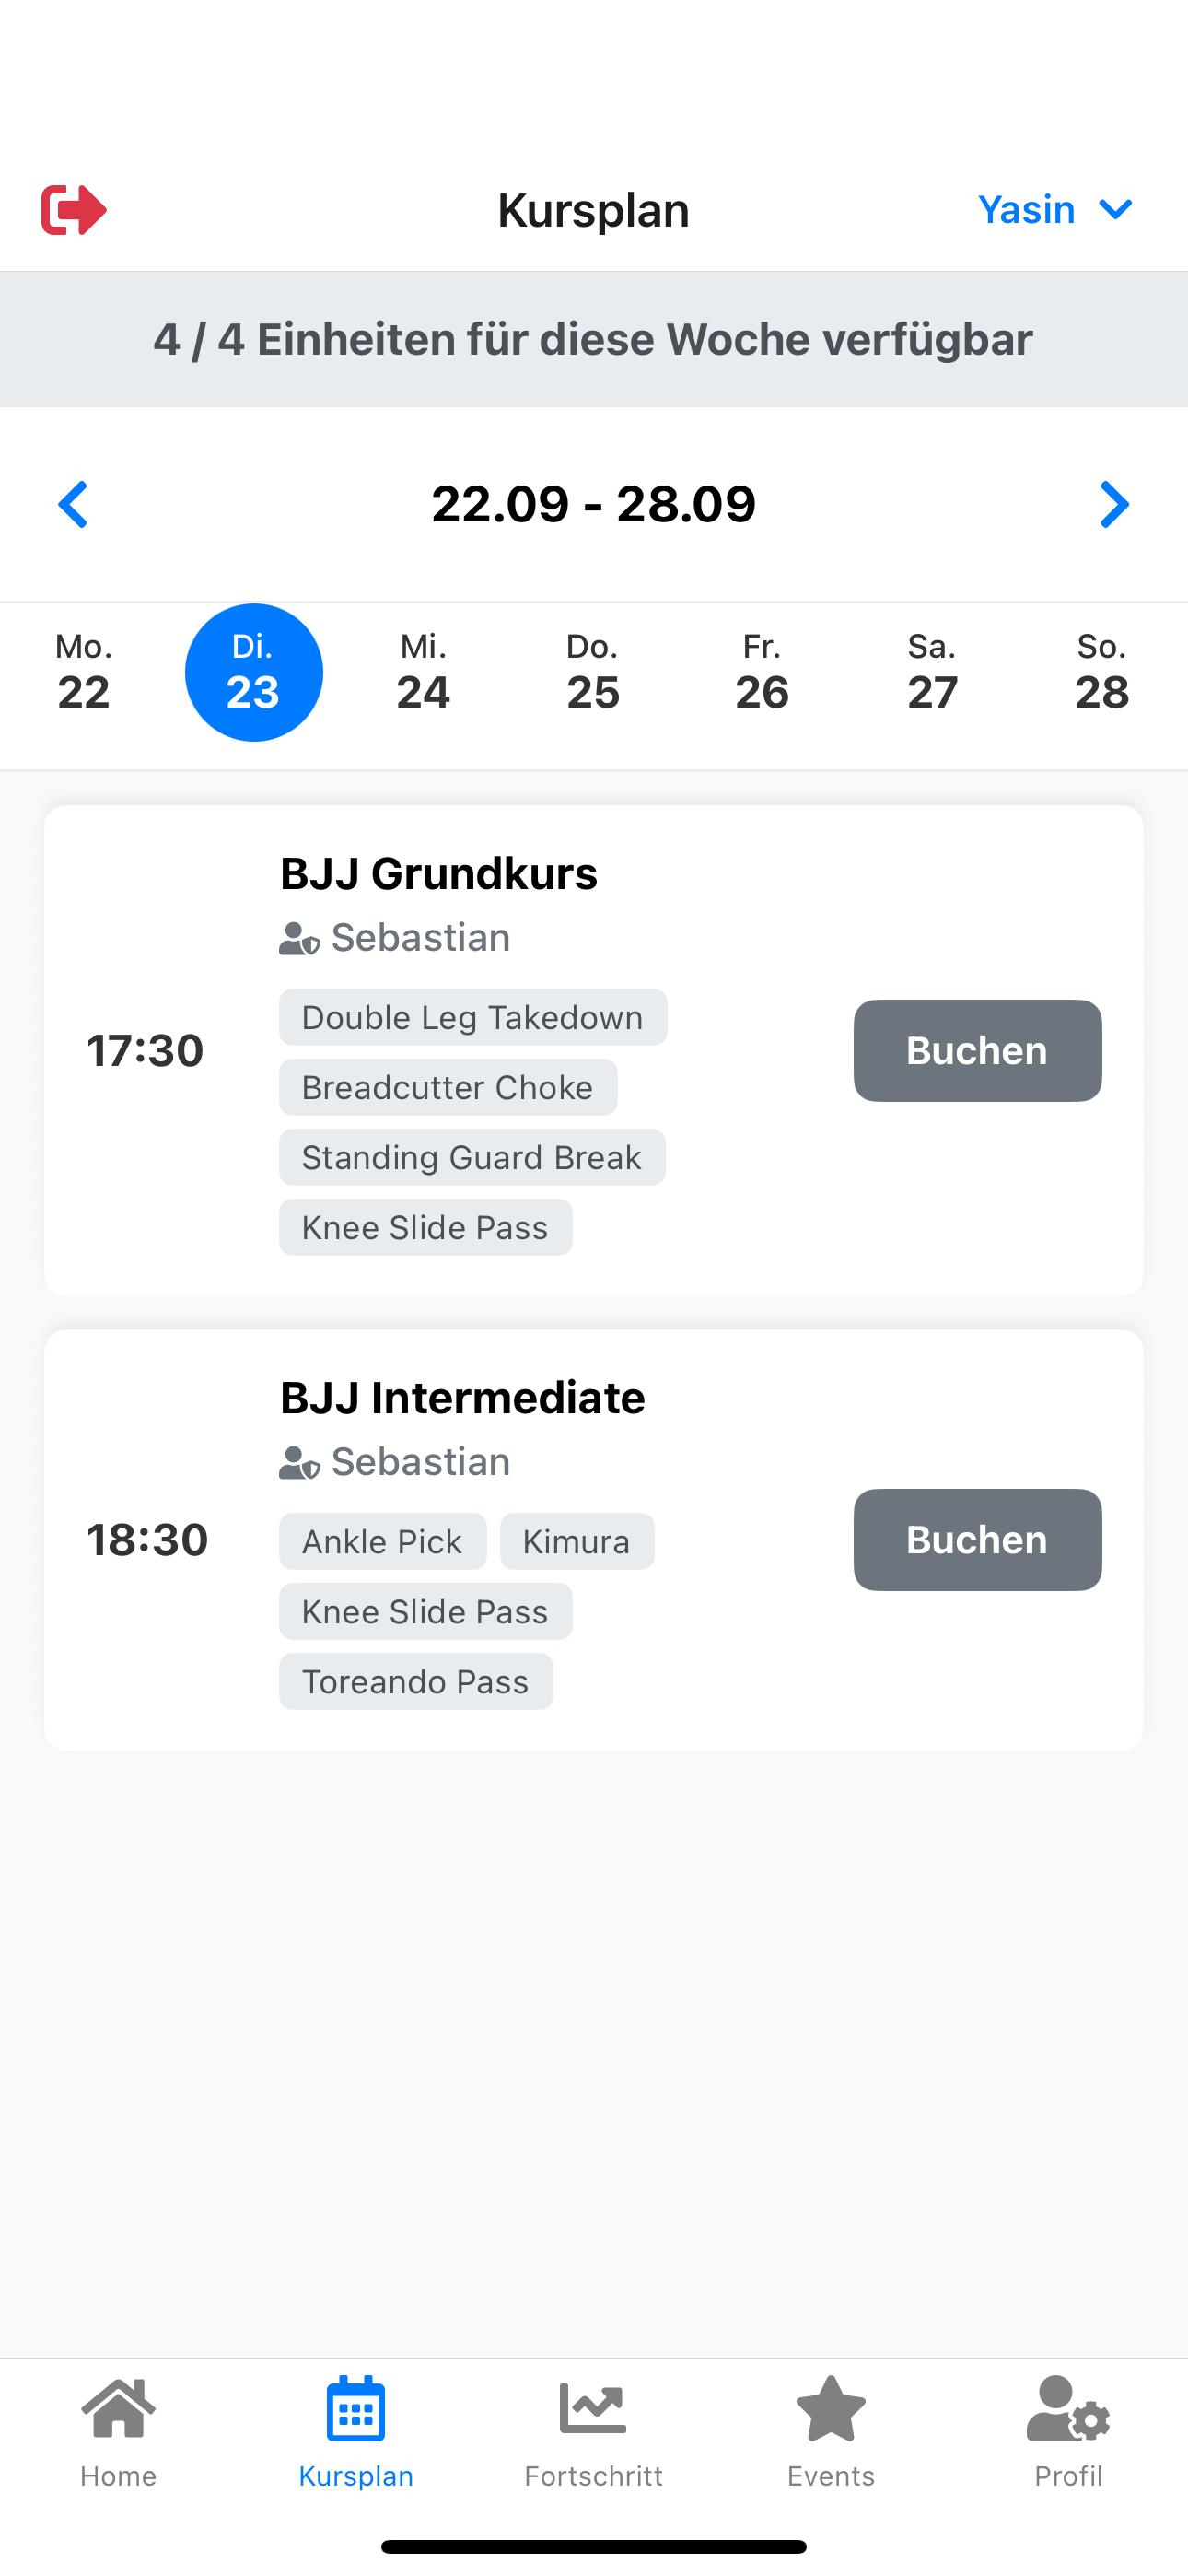 Kursplan
Yasin
4 / 4 Einheiten für diese Woche verfügbar
22.09 - 28.09
Mo. Di. Mi. Do. Fr. Sa. So.
22 23 24 25 26 27 28
BJJ Grundkurs
Sebastian
Double Leg Takedown
17:30
Buchen
Breadcutter Choke
Standing Guard Break
Knee Slide Pass
BJJ Intermediate
Sebastian
18:30
Ankle Pick Kimura
Buchen
Knee Slide Pass
Toreando Pass
Home Kursplan Fortschritt Events Profil